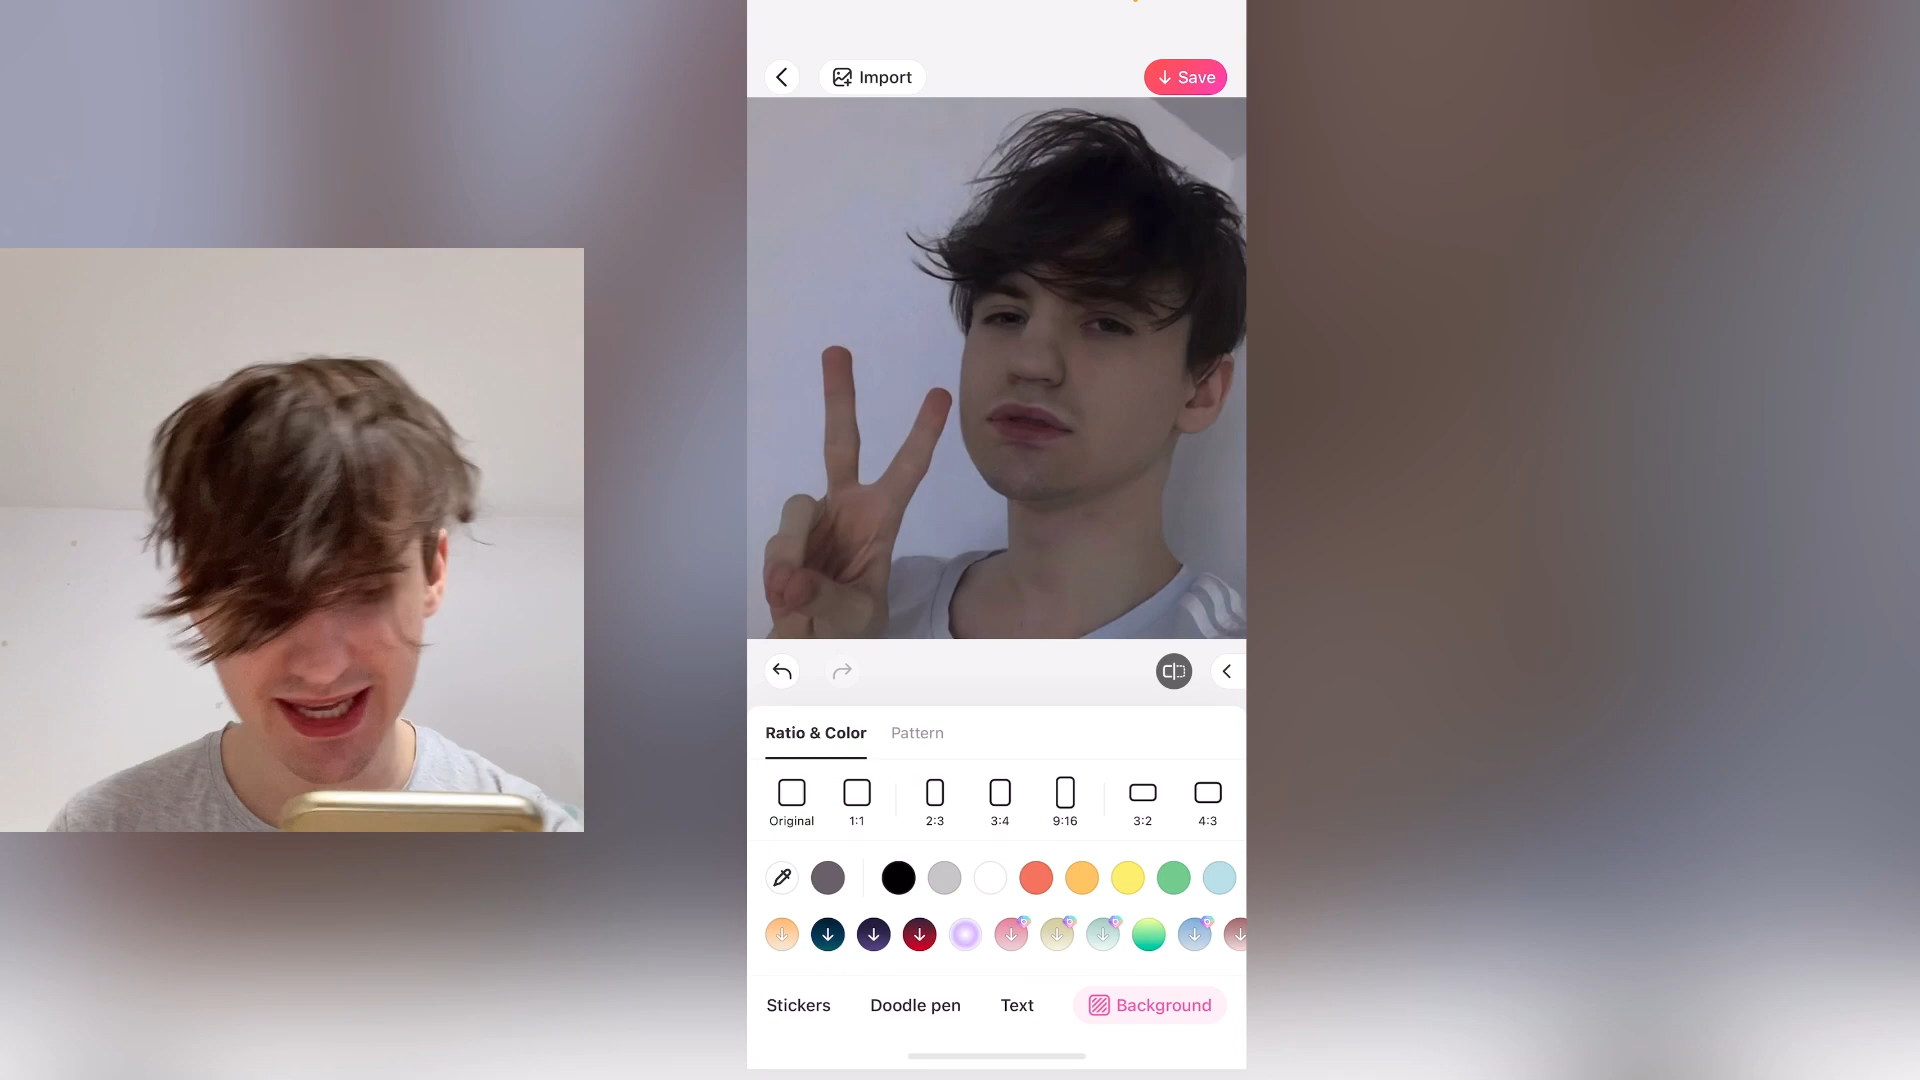 Import
Save
Ratio & Color Pattern
Original 1:1 2:3 3:4 9:16 3:2 4:3
Stickers Doodle pen Text Background